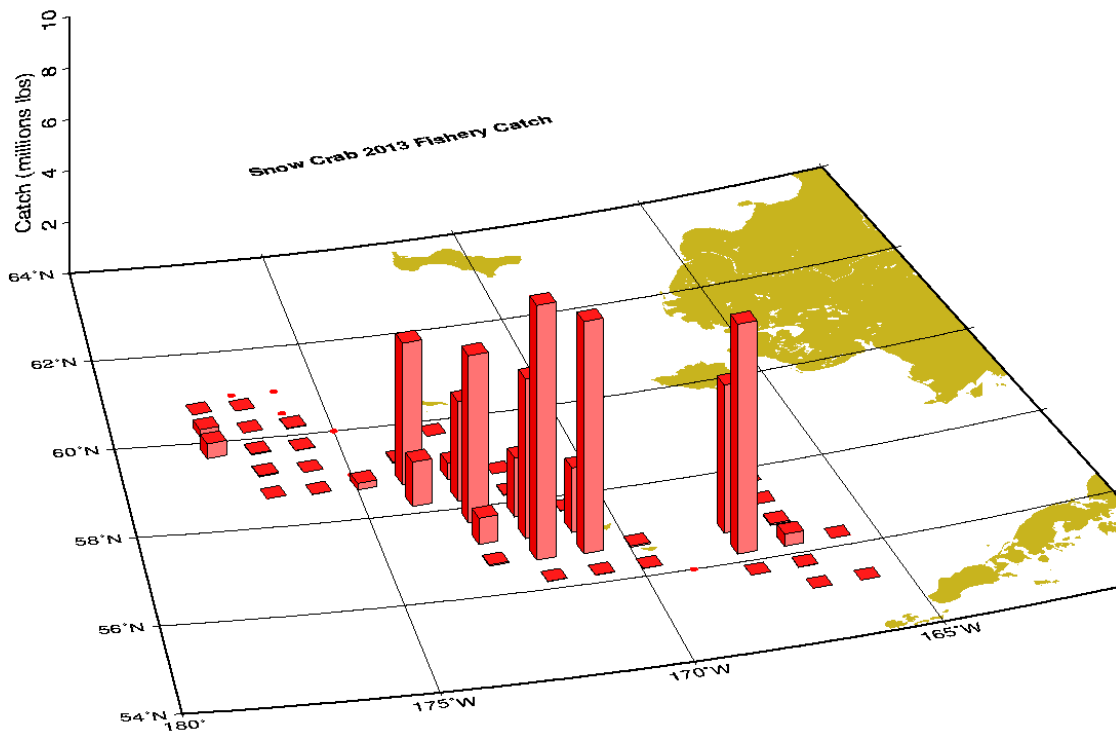 10
8
6
4
2
Catch (millions lbs)
Snow Crab 2013 Fishery Catch
64°N
62°N
60°N
58°N
56°N
54°N
180°
175°W
170°W
165°W